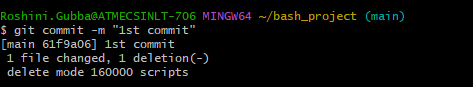 Roshini.Gubba@ATMECSINLT-706 MINGW64 ~/bash_project (main)
$ git commit -m "1st commit"
[main 61f9a06] 1st commit
 1 file changed, 1 deletion(-)
 delete mode 160000 scripts